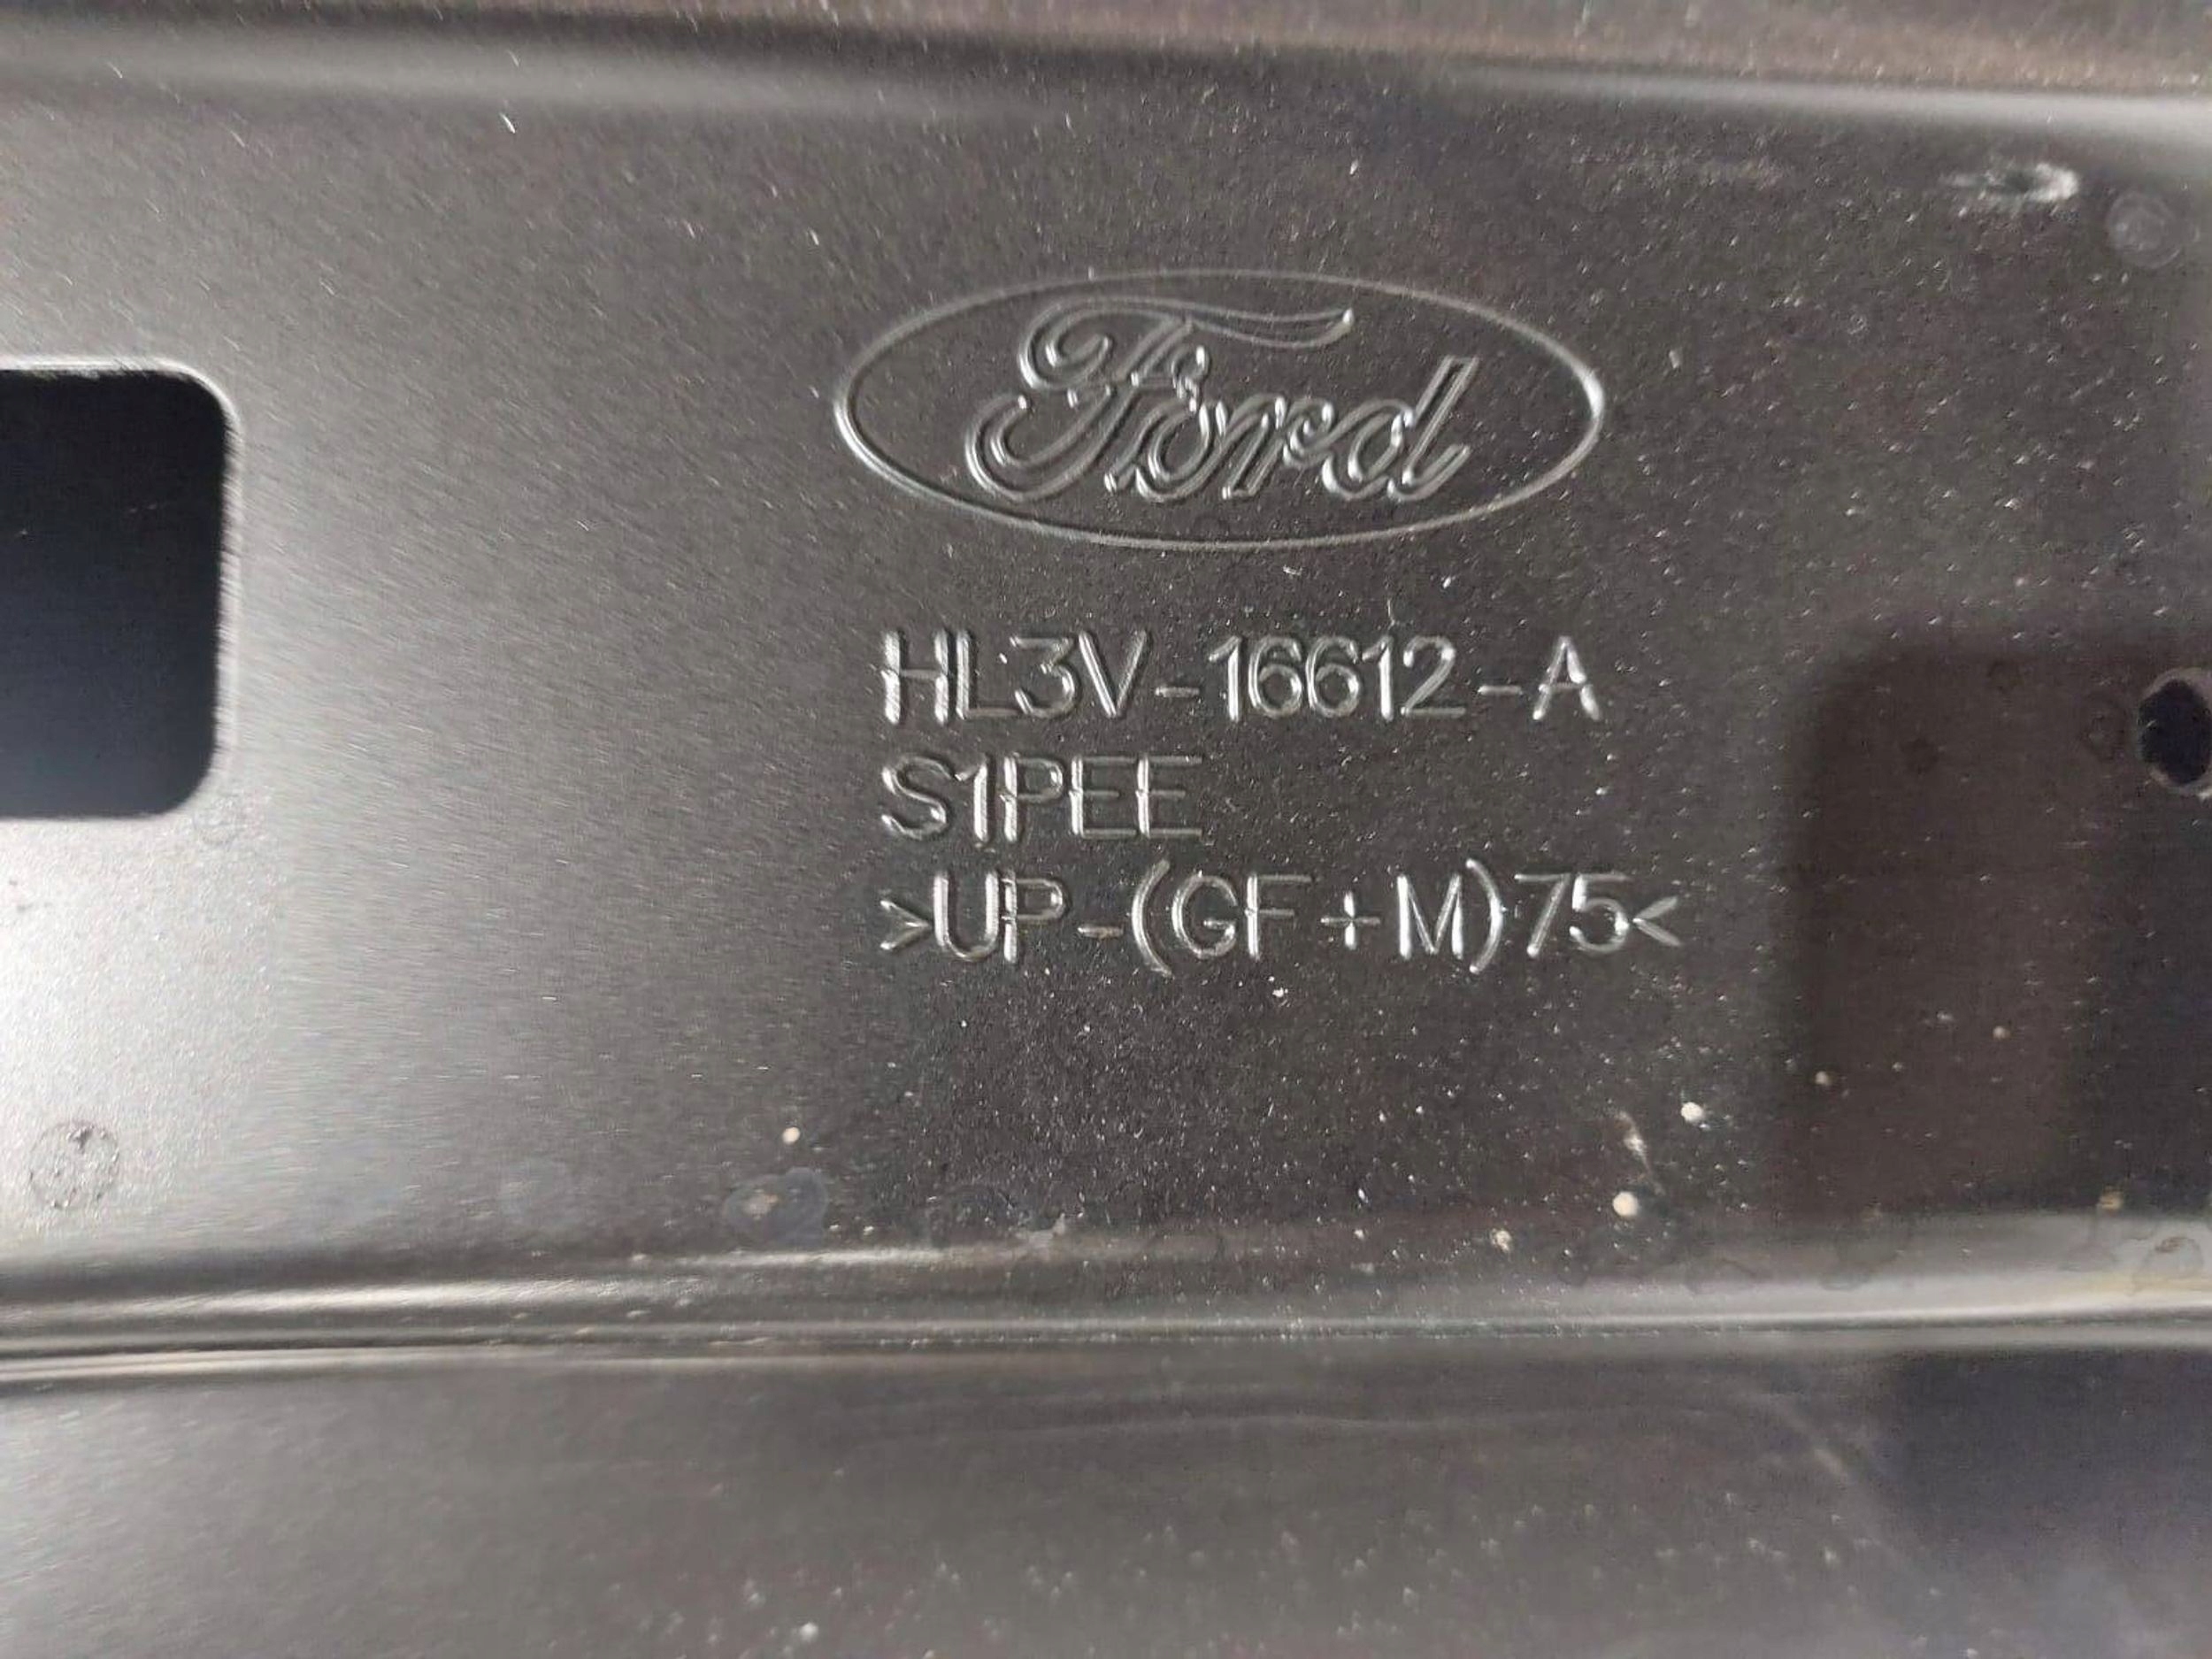 Ford
HL3V-16612-A
S1PEE
>UP-(GF+M)75<